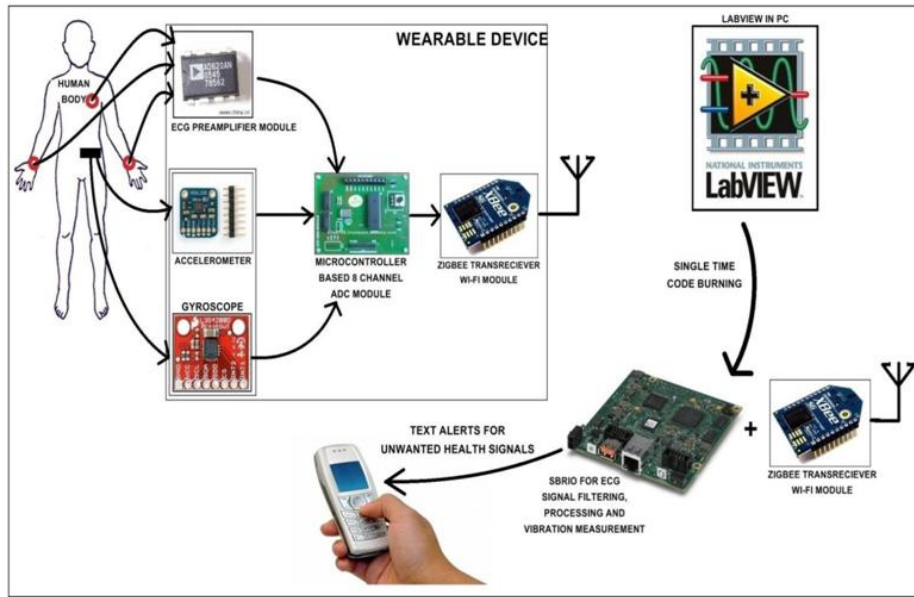 LABVIEW IN PC
WEARABLE DEVICE
HUMAN
BODY
AD620AN
ECG PREAMPLIFIER MODULE
NATIONAL INSTRUMENTS
LabVIEW
XBee
ACCELEROMETER
MICROCONTROLLER
BASED 8 CHANNEL
ADC MODULE
ZIGBEE TRANSRECIEVER
WI-FI MODULE
GYROSCOPE
SINGLE TIME
CODE BURNING
TEXT ALERTS FOR
UNWANTED HEALTH SIGNALS
+
XBee
SBRIO FOR ECG
SIGNAL FILTERING,
PROCESSING AND
VIBRATION MEASUREMENT
ZIGBEE TRANSRECIEVER
WI-FI MODULE